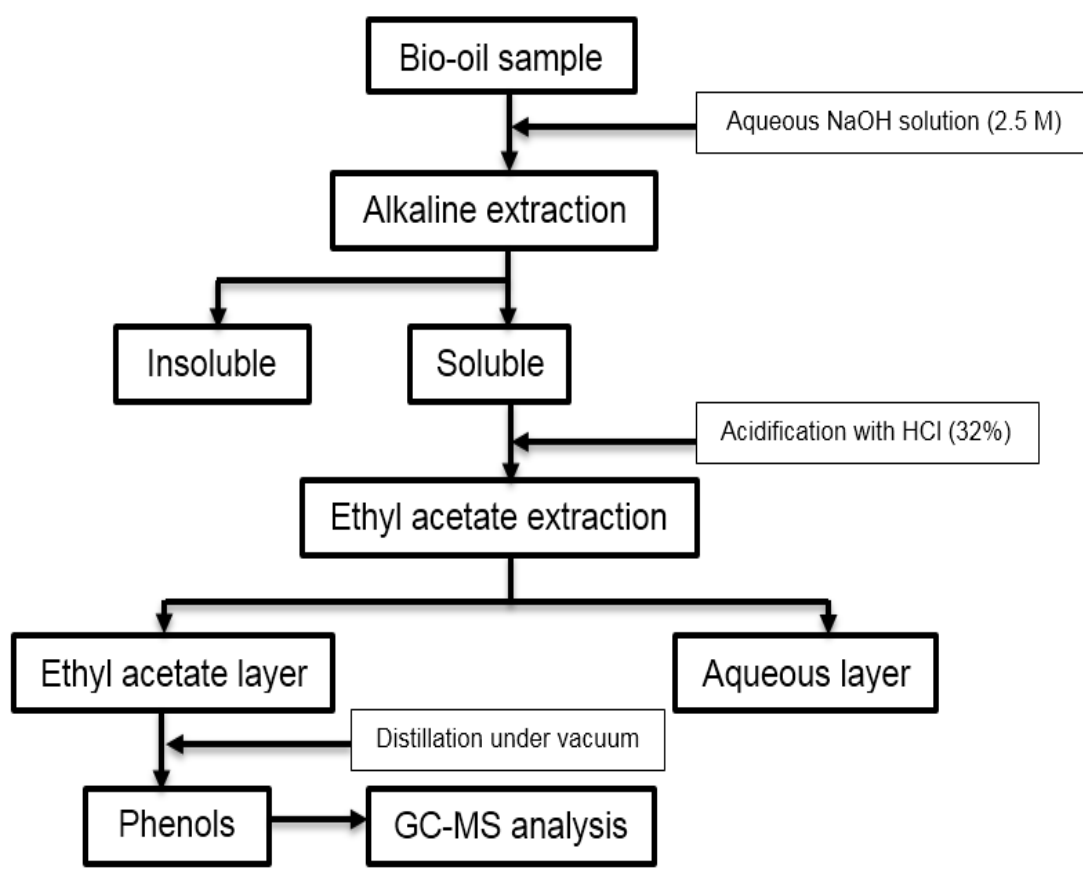 Bio-oil sample
Aqueous NaOH solution (2.5 M)
Alkaline extraction
Insoluble
Soluble
Acidification with HCl (32%)
Ethyl acetate extraction
Ethyl acetate layer
Aqueous layer
Distillation under vacuum
Phenols
GC-MS analysis